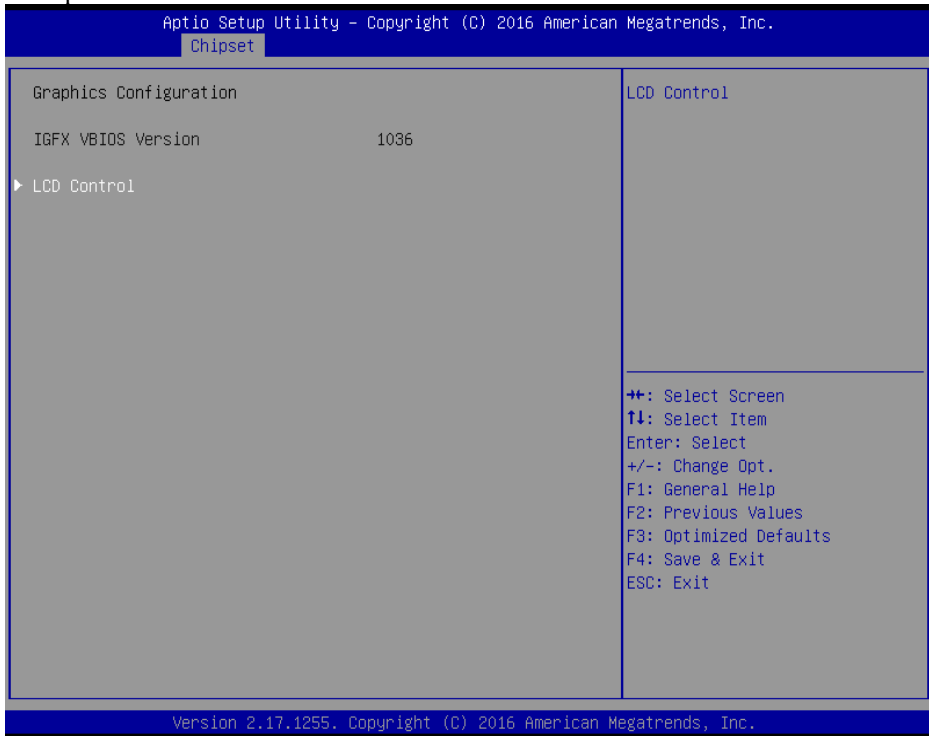 Aptio Setup Utility – Copyright (C) 2016 American Megatrends, Inc.
Chipset
Graphics Configuration
IGFX VBIOS Version 1036
LCD Control
LCD Control
→←: Select Screen
↑↓: Select Item
Enter: Select
+/-: Change Opt.
F1: General Help
F2: Previous Values
F3: Optimized Defaults
F4: Save & Exit
ESC: Exit
Version 2.17.1255. Copyright (C) 2016 American Megatrends, Inc.